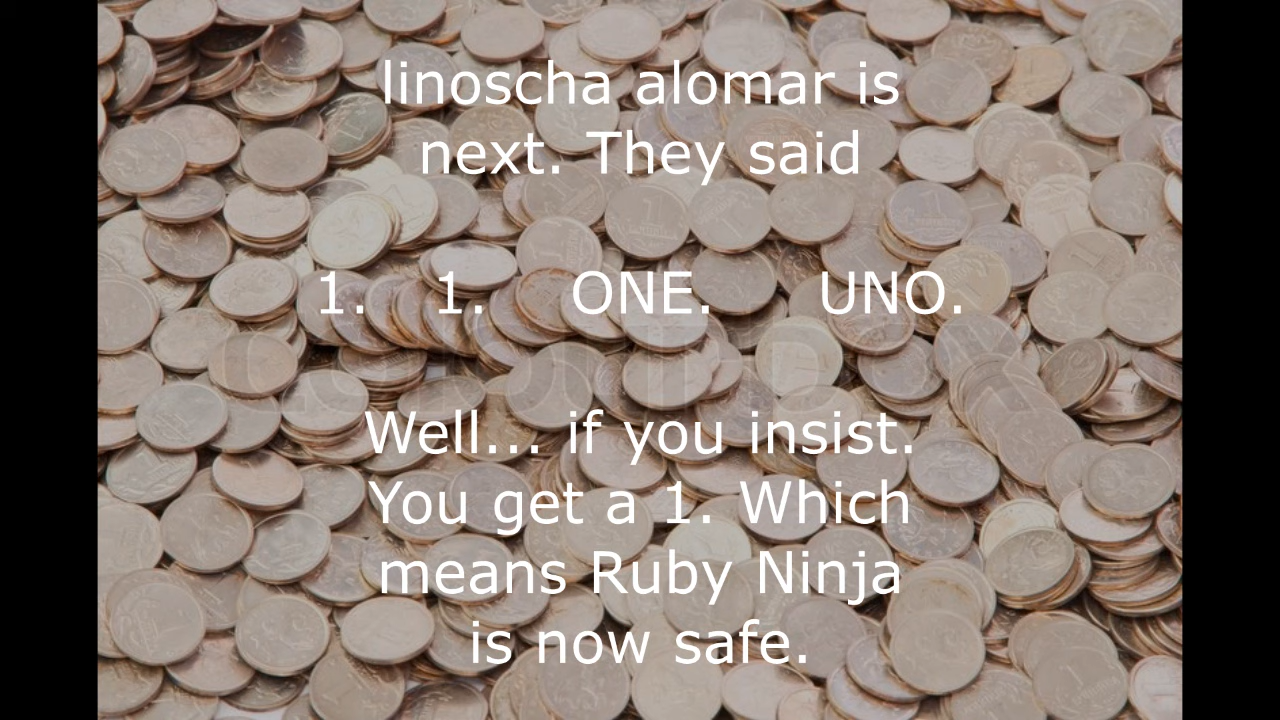 linoscha alomar is
next. They said
1. 1. ONE. UNO.
Well... if you insist.
You get a 1. Which
means Ruby Ninja
is now safe.